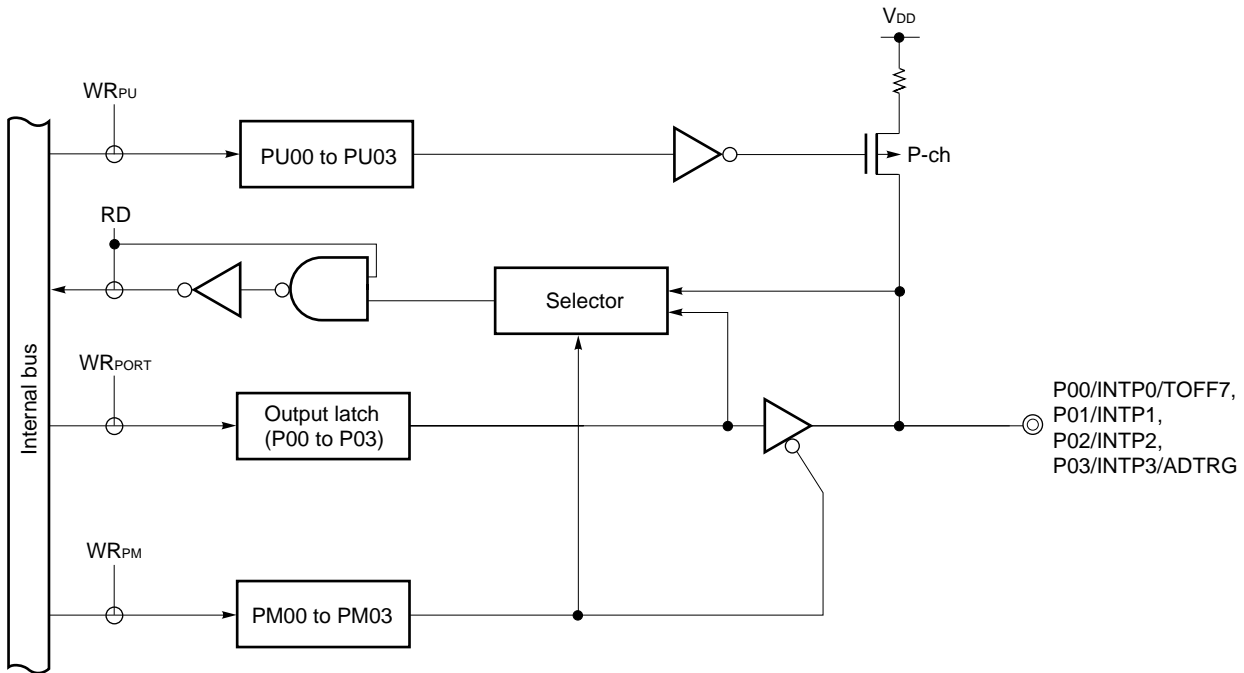 VDD
WRPU
PU00 to PU03
P-ch
RD
Selector
Internal bus
WRPORT
Output latch
(P00 to P03)
P00/INTP0/TOFF7,
P01/INTP1,
P02/INTP2,
P03/INTP3/ADTRG
WRPM
PM00 to PM03